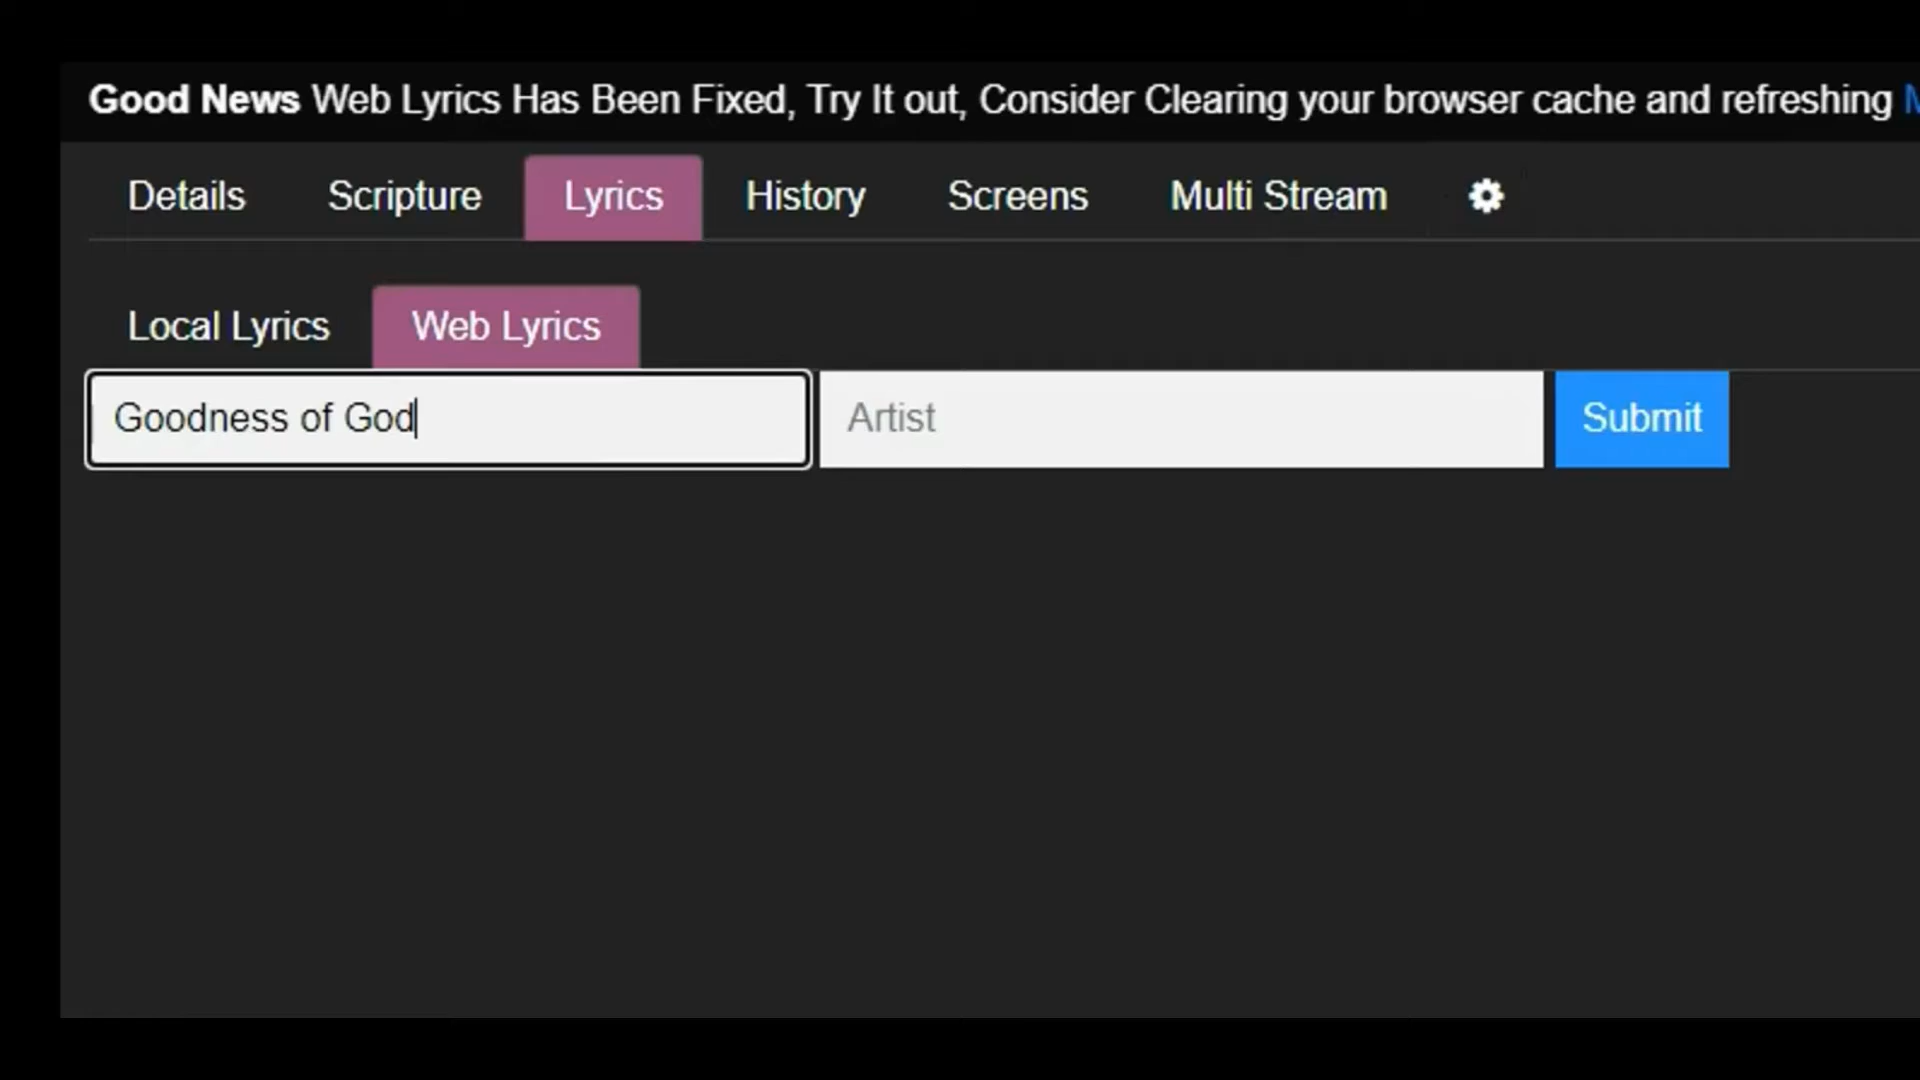 Good News Web Lyrics Has Been Fixed, Try It out, Consider Clearing your browser cache and refreshing
Details Scripture Lyrics History Screens Multi Stream
Local Lyrics Web Lyrics
Goodness of God Artist Submit